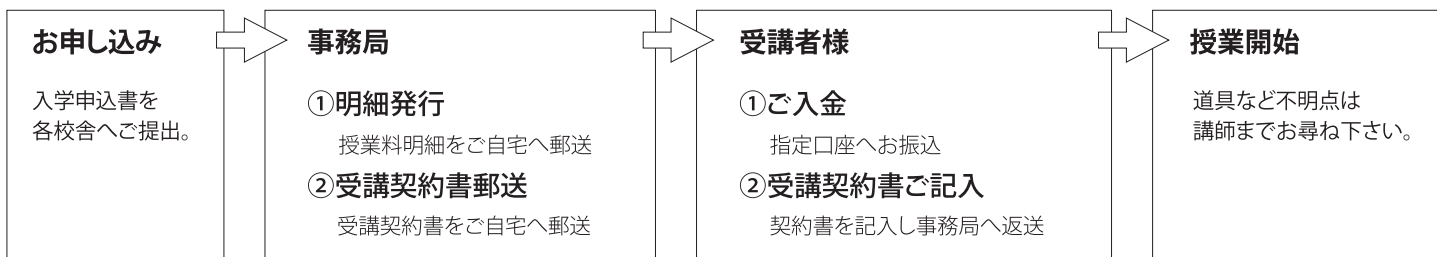 お申し込み
入学申込書を
各校舎へご提出。
事務局
①明細発行
授業料明細をご自宅へ郵送
②受講契約書郵送
受講契約書をご自宅へ郵送
受講者様
①ご入金
指定口座へお振込
②受講契約書ご記入
契約書を記入し事務局へ返送
授業開始
道具など不明点は
講師までお尋ね下さい。